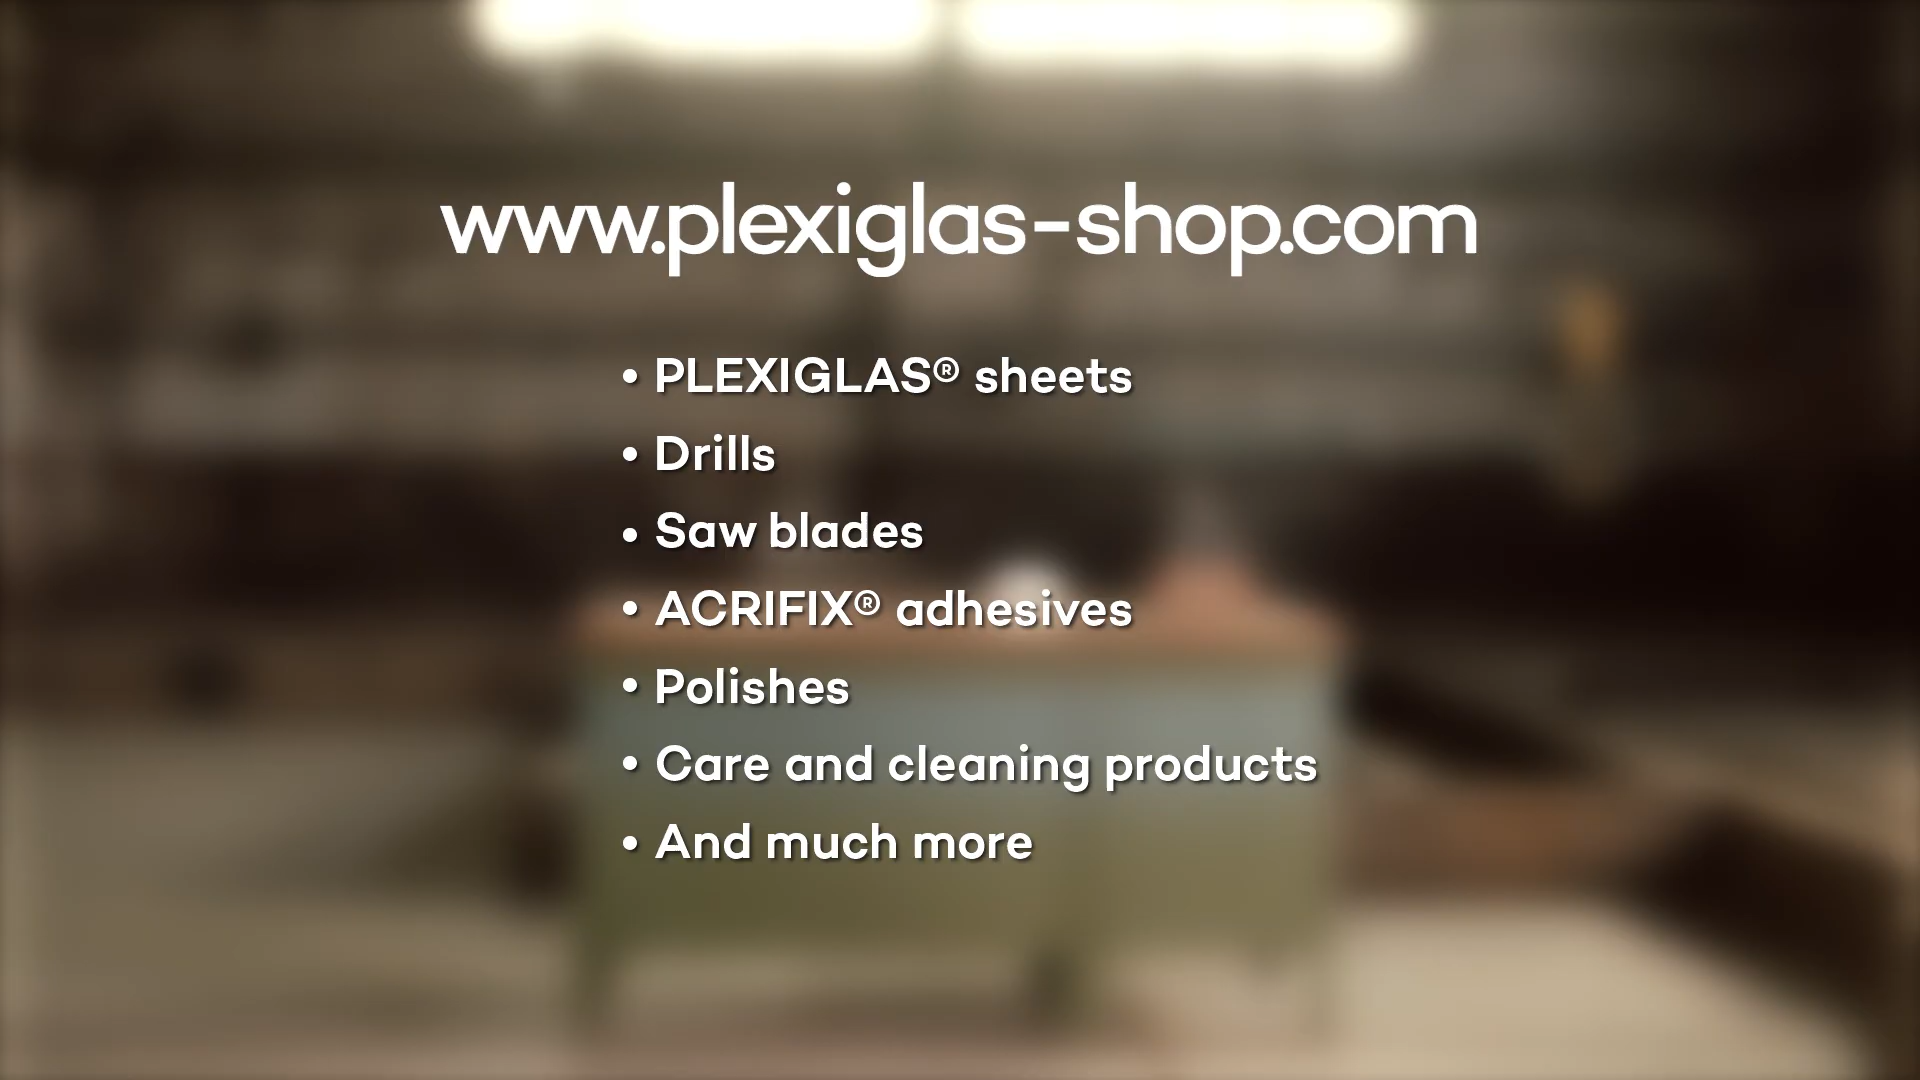 www.plexiglas-shop.com
• PLEXIGLAS® sheets
• Drills
• Saw blades
• ACRIFIX® adhesives
• Polishes
• Care and cleaning products
• And much more